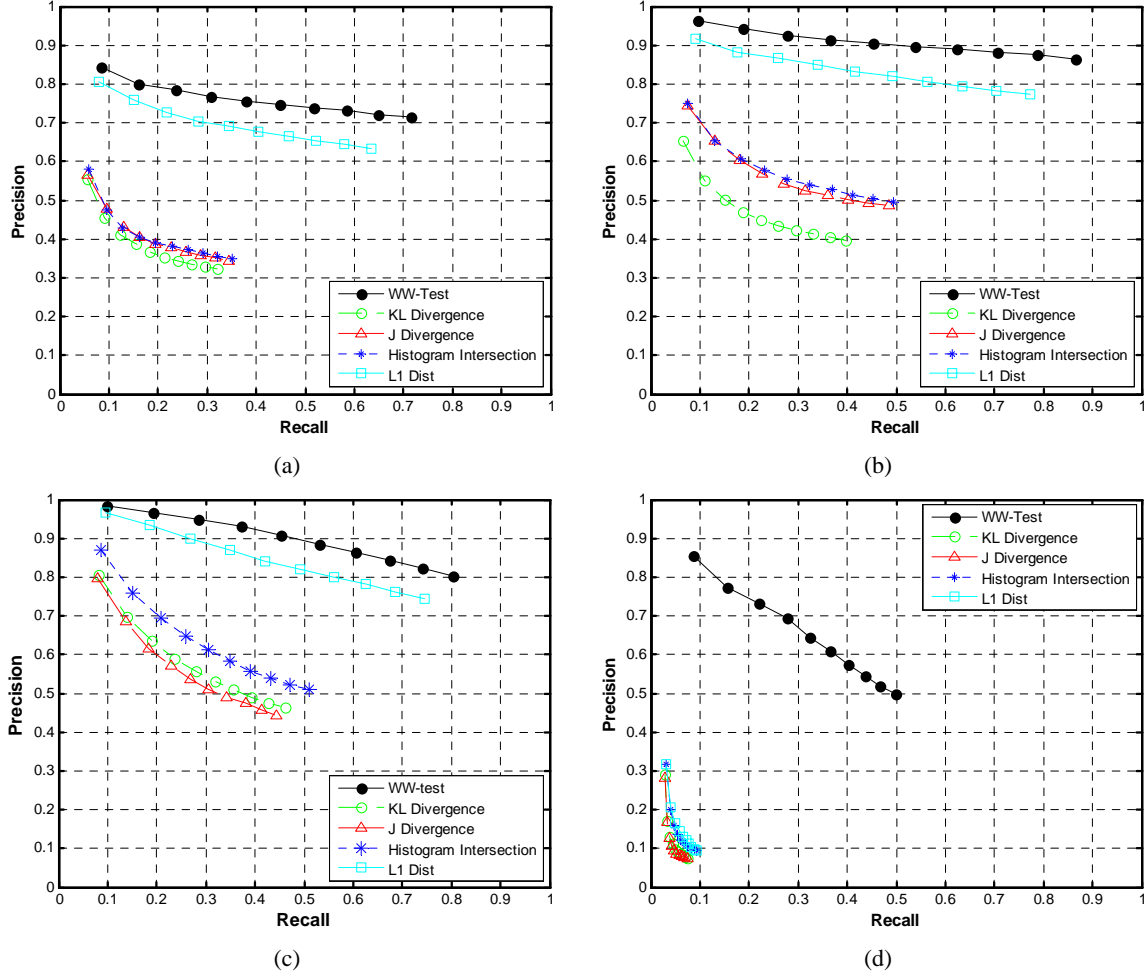 1
0.9
0.8
0.7
0.6
0.5
0.4
0.3
0.2
0.1
0
Precision
0 0.1 0.2 0.3 0.4 0.5 0.6 0.7 0.8 0.9 1
Recall
WW-Test
KL Divergence
J Divergence
Histogram Intersection
L1 Dist
(a)
1
0.9
0.8
0.7
0.6
0.5
0.4
0.3
0.2
0.1
0
Precision
0 0.1 0.2 0.3 0.4 0.5 0.6 0.7 0.8 0.9 1
Recall
WW-Test
KL Divergence
J Divergence
Histogram Intersection
L1 Dist
(b)
1
0.9
0.8
0.7
0.6
0.5
0.4
0.3
0.2
0.1
0
Precision
0 0.1 0.2 0.3 0.4 0.5 0.6 0.7 0.8 0.9 1
Recall
WW-test
KL Divergence
J Divergence
Histogram Intersection
L1 Dist
(c)
1
0.9
0.8
0.7
0.6
0.5
0.4
0.3
0.2
0.1
0
Precision
0 0.1 0.2 0.3 0.4 0.5 0.6 0.7 0.8 0.9 1
Recall
WW-Test
KL Divergence
J Divergence
Histogram Intersection
L1 Dist
(d)